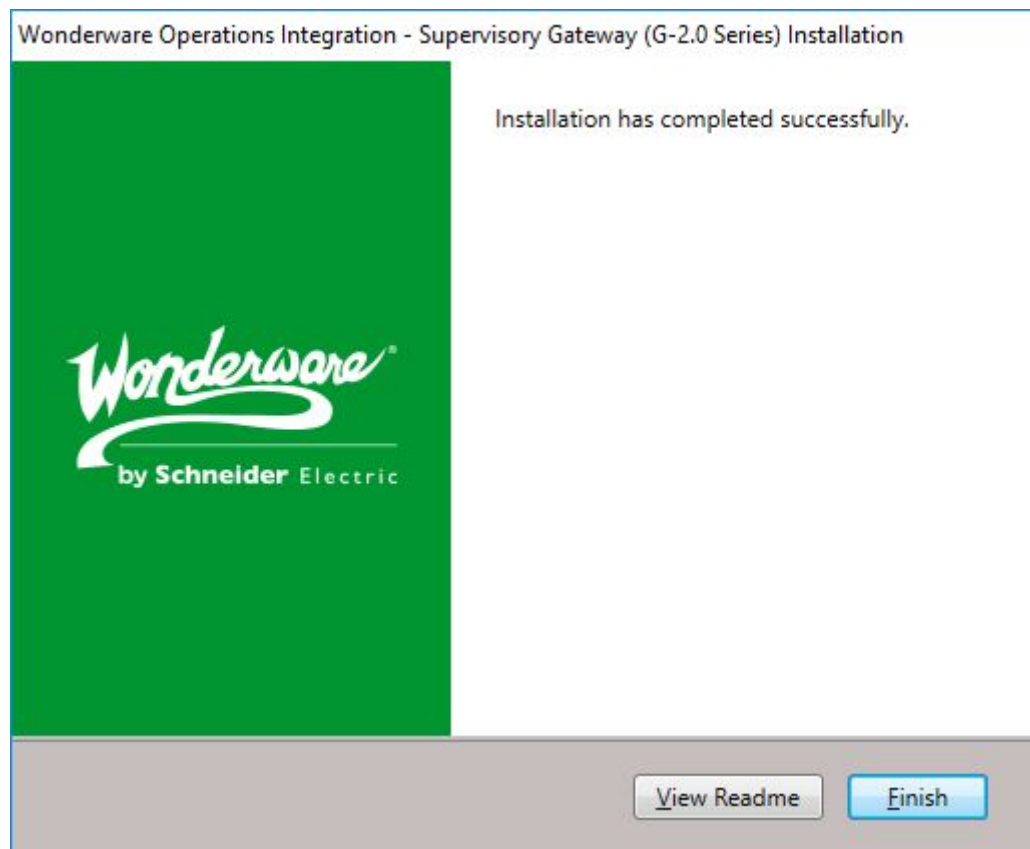 Wonderware Operations Integration - Supervisory Gateway (G-2.0 Series) Installation
Installation has completed successfully.
Wonderware®
by Schneider Electric
View Readme
Finish